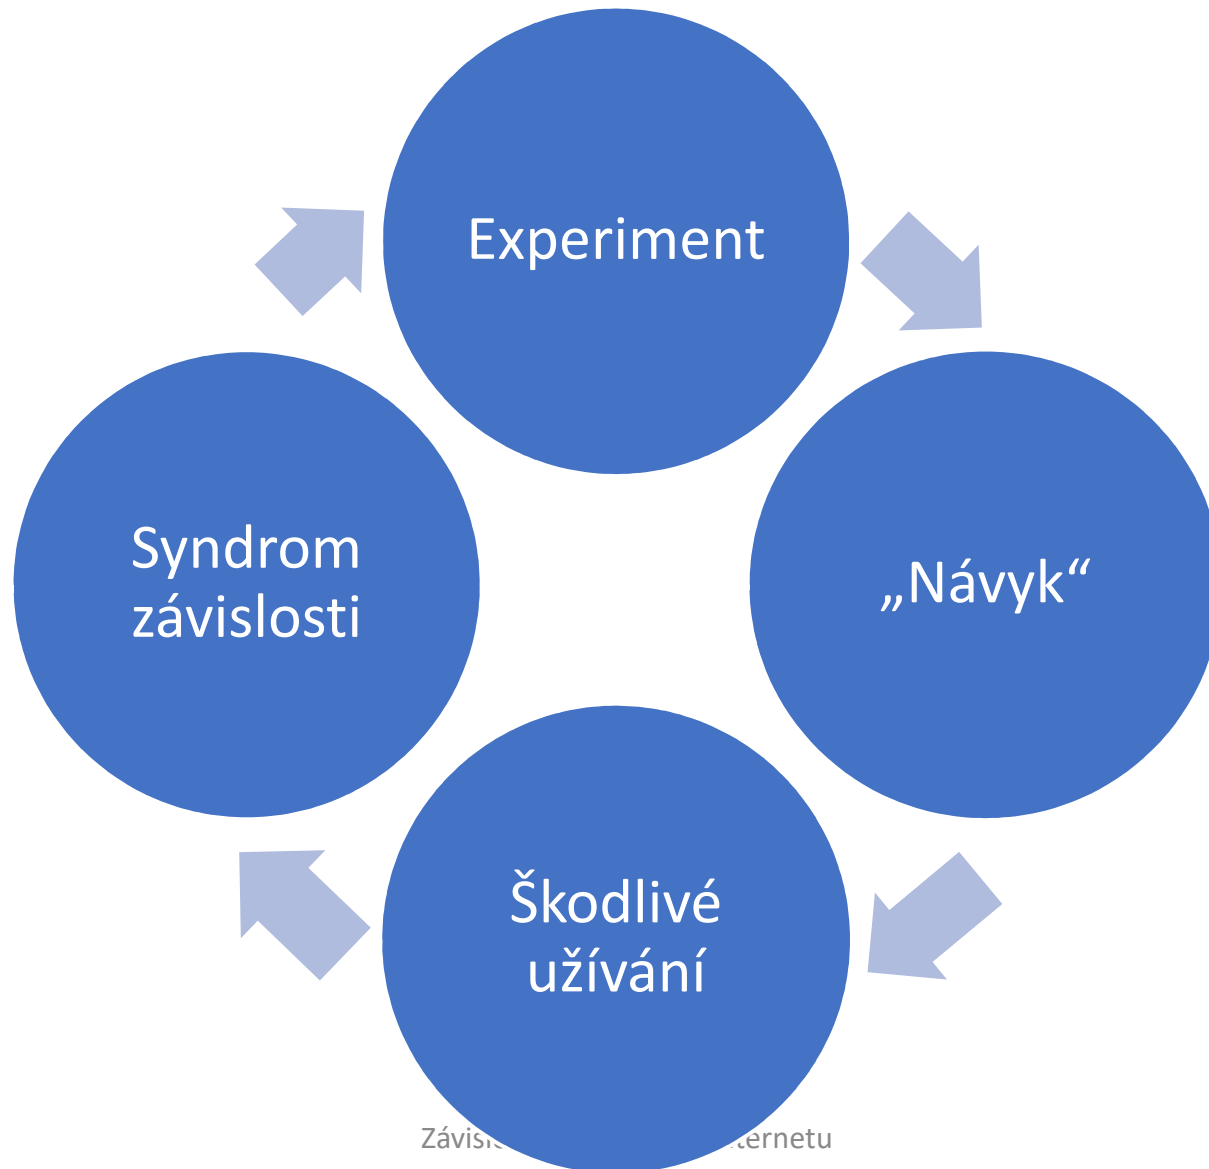 Experiment
„Návyk“
Škodlivé
užívání
Syndrom
závislosti